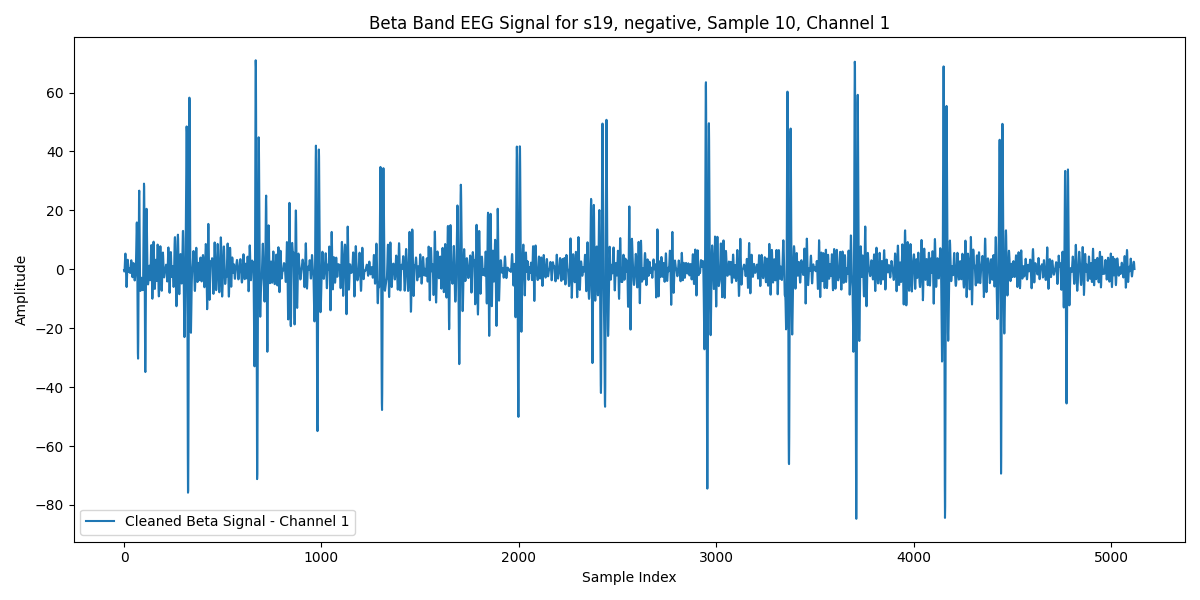 Beta Band EEG Signal for s19, negative, Sample 10, Channel 1
Amplitude
60
40
20
0
−20
−40
−60
−80
Cleaned Beta Signal - Channel 1
0 1000 2000 3000 4000 5000
Sample Index